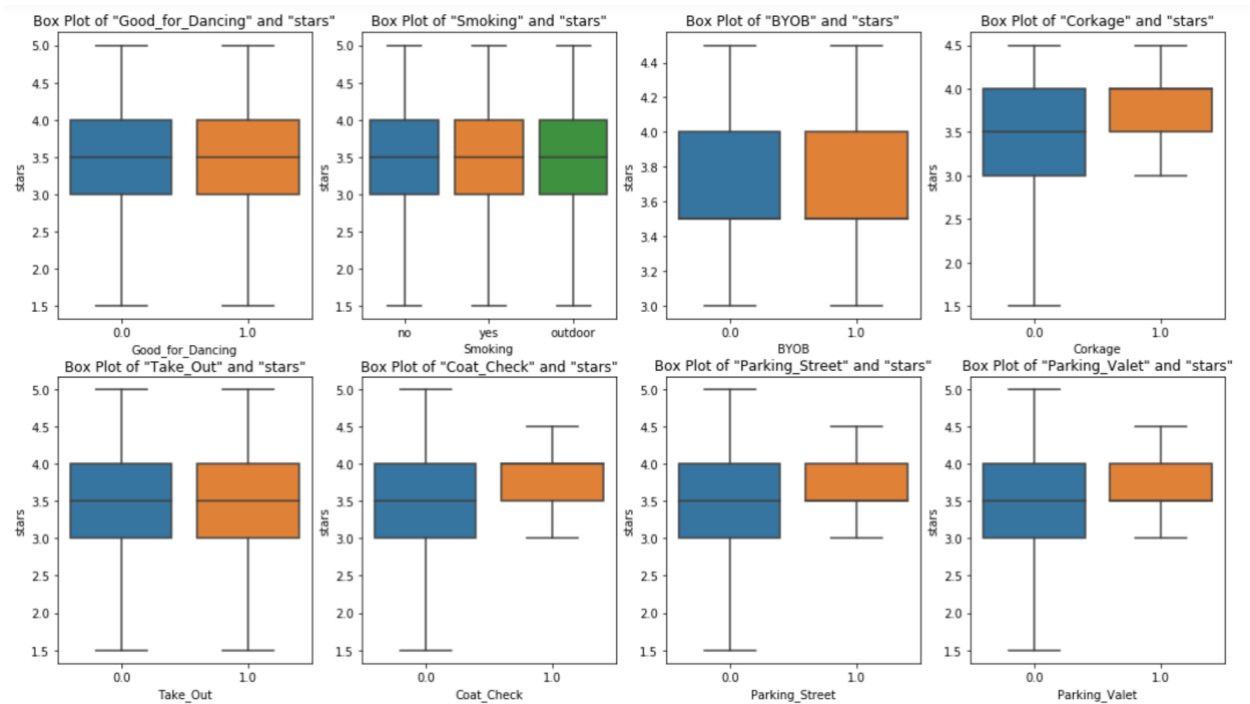 Box Plot of "Good_for_Dancing" and "stars"
5.0
4.5
4.0
3.5
3.0
2.5
2.0
1.5
stars
0.0 1.0
Good_for_Dancing
Box Plot of "Smoking" and "stars"
5.0
4.5
4.0
3.5
3.0
2.5
2.0
1.5
stars
no yes outdoor
Smoking
Box Plot of "BYOB" and "stars"
4.4
4.2
4.0
3.8
3.6
3.4
3.2
3.0
stars
0.0 1.0
BYOB
Box Plot of "Corkage" and "stars"
4.5
4.0
3.5
3.0
2.5
2.0
1.5
stars
0.0 1.0
Corkage
Box Plot of "Take_Out" and "stars"
5.0
4.5
4.0
3.5
3.0
2.5
2.0
1.5
stars
0.0 1.0
Take_Out
Box Plot of "Coat_Check" and "stars"
5.0
4.5
4.0
3.5
3.0
2.5
2.0
1.5
stars
0.0 1.0
Coat_Check
Box Plot of "Parking_Street" and "stars"
5.0
4.5
4.0
3.5
3.0
2.5
2.0
1.5
stars
0.0 1.0
Parking_Street
Box Plot of "Parking_Valet" and "stars"
5.0
4.5
4.0
3.5
3.0
2.5
2.0
1.5
stars
0.0 1.0
Parking_Valet